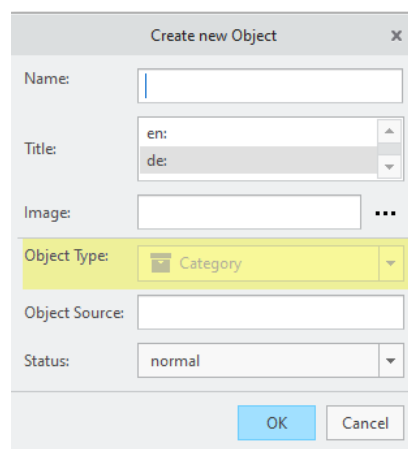 Create new Object
Name:
Title:
en:
de:
Image:
Object Type:
Category
Object Source:
Status:
normal
OK
Cancel